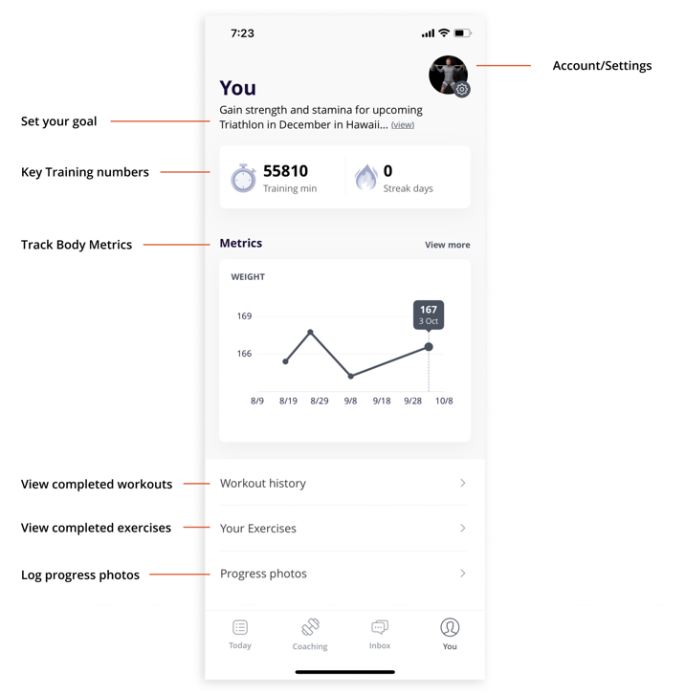 7:23
Account/Settings
You
Set your goal
Gain strength and stamina for upcoming
Triathlon in December in Hawaii... (view)
Key Training numbers
55810
Training min
0
Streak days
Track Body Metrics
Metrics
View more
WEIGHT
169
167
3 Oct
166
8/9 8/19 8/29 9/8 9/18 9/28 10/8
View completed workouts
Workout history
View completed exercises
Your Exercises
Log progress photos
Progress photos
Today
Coaching
Inbox
You